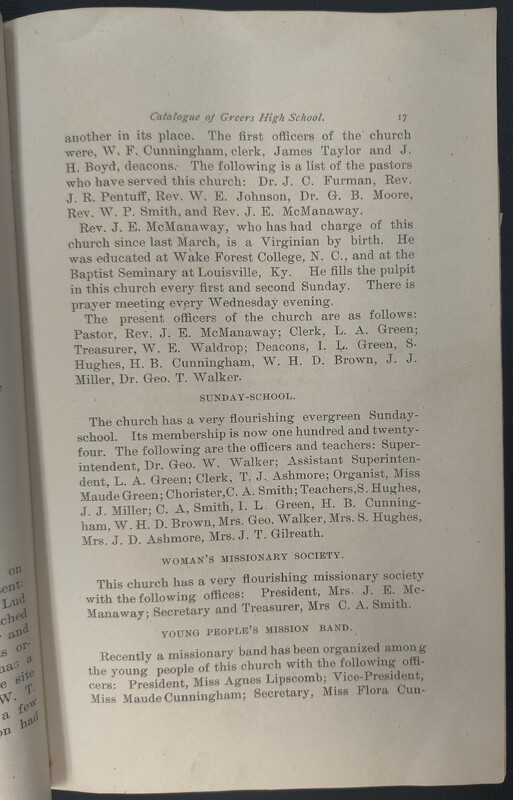 Catalogue of Greers High School. 17
another in its place. The first officers of the church
were, W. F. Cunningham, clerk, James Taylor and J.
H. Boyd, deacons. The following is a list of the pastors
who have served this church: Dr. J. C. Furman, Rev.
J. R. Pentuff, Rev. W. E. Johnson, Dr. G. B. Moore,
Rev. W. P. Smith, and Rev. J. E. McManaway.
Rev. J. E. McManaway, who has had charge of this
church since last March, is a Virginian by birth. He
was educated at Wake Forest College, N. C., and at the
Baptist Seminary at Louisville, Ky. He fills the pulpit
in this church every first and second Sunday. There is
prayer meeting every Wednesday evening.
The present officers of the church are as follows:
Pastor, Rev. J. E. McManaway; Clerk, L. A. Green;
Treasurer, W. E. Waldrop; Deacons, I. L. Green, S.
Hughes, H. B. Cunningham, W. H. D. Brown, J. J.
Miller, Dr. Geo. T. Walker.
SUNDAY-SCHOOL.
The church has a very flourishing evergreen Sunday-
school. Its membership is now one hundred and twenty-
four. The following are the officers and teachers: Super-
intendent, Dr. Geo. W. Walker; Assistant Superinten-
dent, L. A. Green; Clerk, T. J. Ashmore; Organist, Miss
Maude Green; Chorister, C. A. Smith; Teachers, S. Hughes,
J. J. Miller; C. A, Smith, I. L. Green, H. B. Cunning-
ham, W. H. D. Brown, Mrs. Geo. Walker, Mrs. S. Hughes,
Mrs. J. D. Ashmore, Mrs. J. T. Gilreath.
WOMAN'S MISSIONARY SOCIETY.
This church has a very flourishing missionary society
with the following offices: President, Mrs. J. E. Mc-
Manaway; Secretary and Treasurer, Mrs C. A. Smith.
YOUNG PEOPLE'S MISSION BAND.
Recently a missionary band has been organized among
the young people of this church with the following offi-
cers: President, Miss Agnes Lipscomb; Vice-President,
Miss Maude Cunningham; Secretary, Miss Flora Cun-
on
sent:
Lud
ched
and
s or-
has a
e site
W. T.
a few
on had